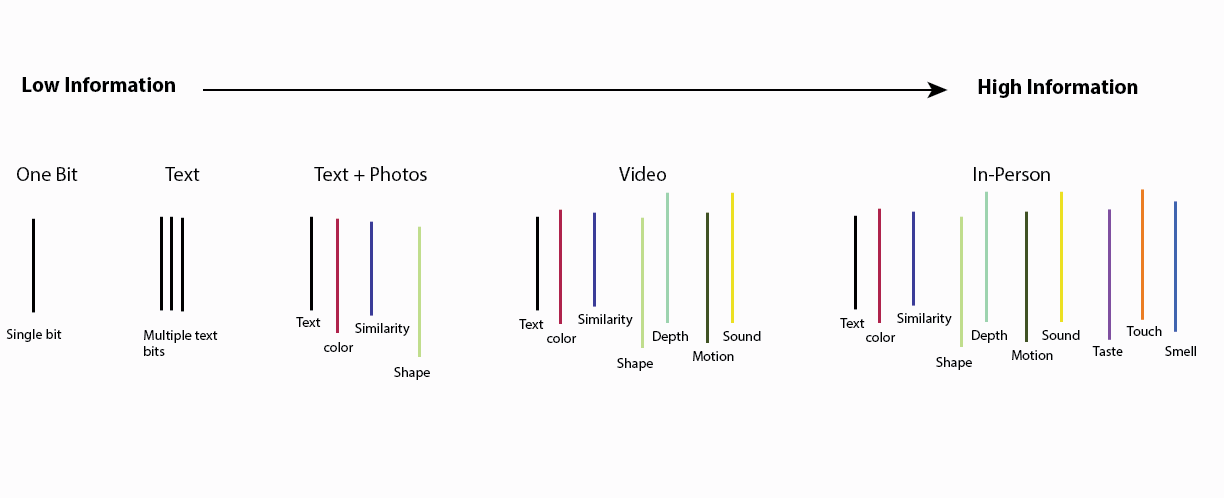 Low Information
High Information
One Bit
Text
Text + Photos
Video
In-Person
Single bit
Multiple text
bits
Text
color
Similarity
Shape
Text
color
Similarity
Shape
Depth
Motion
Sound
Text
color
Similarity
Shape
Depth
Motion
Sound
Taste
Touch
Smell